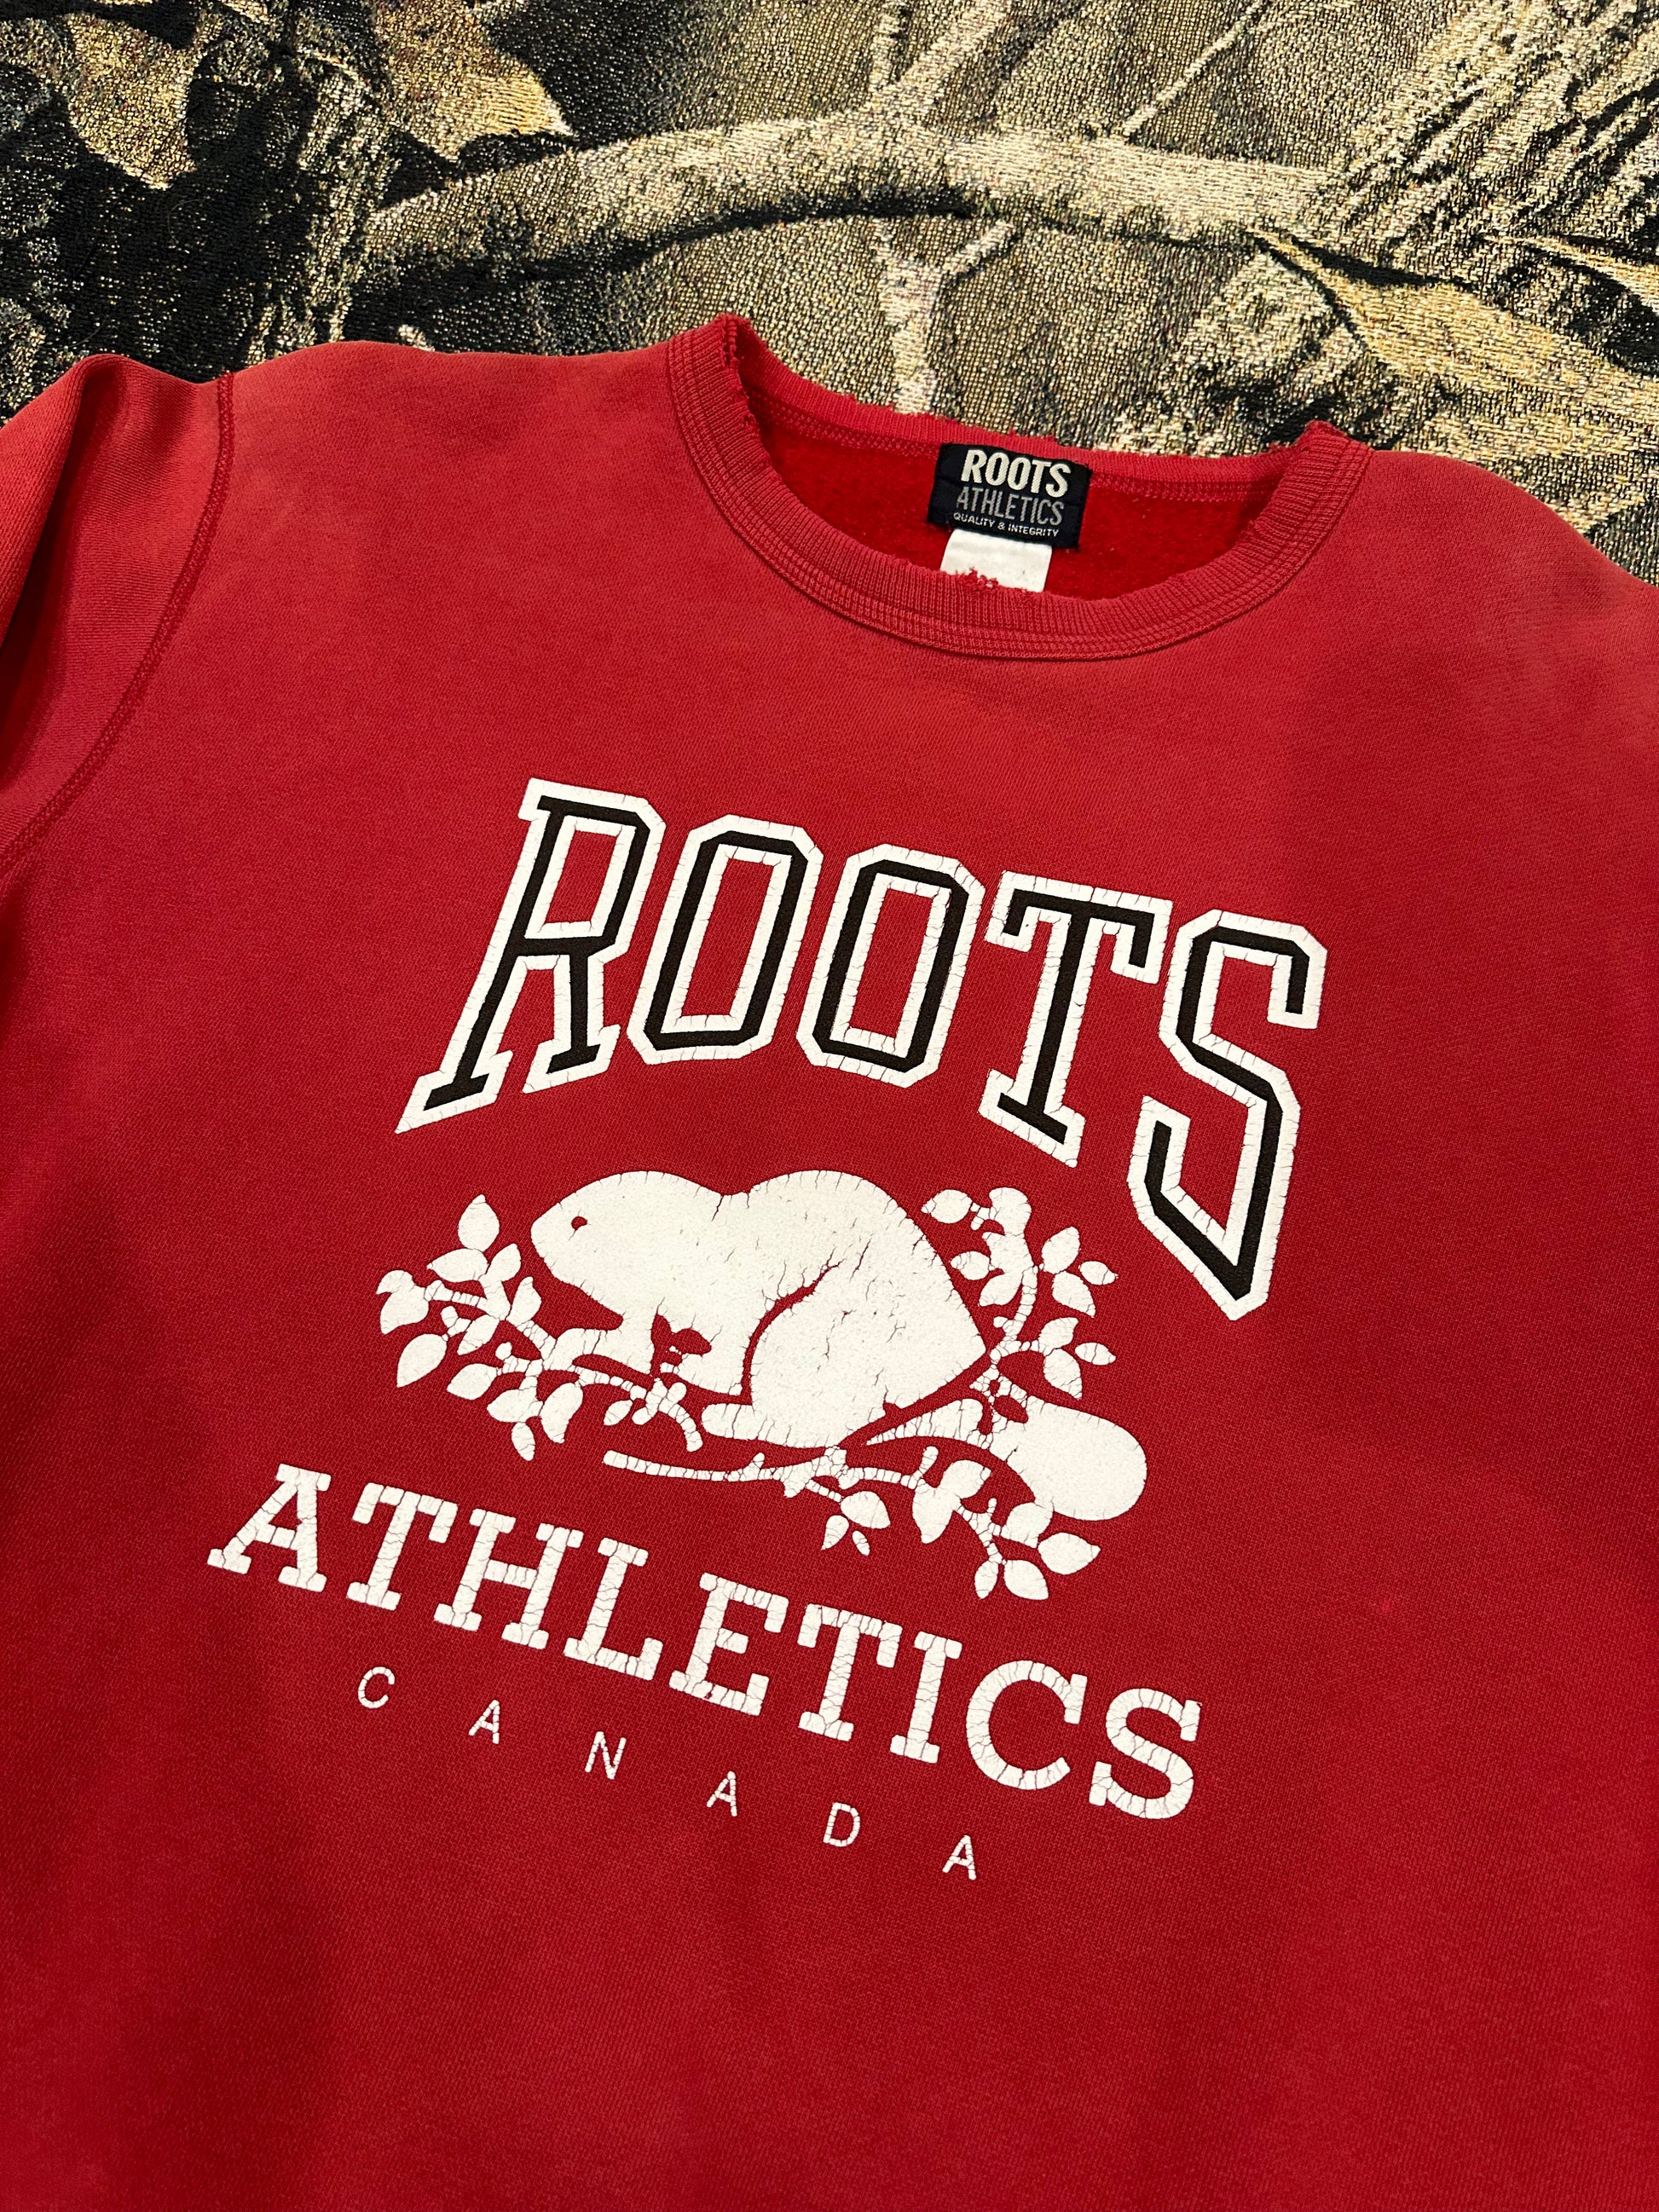 ROOTS
ATHLETICS
QUALITY & INTEGRITY
ROOTS
ATHLETICS
CANADA